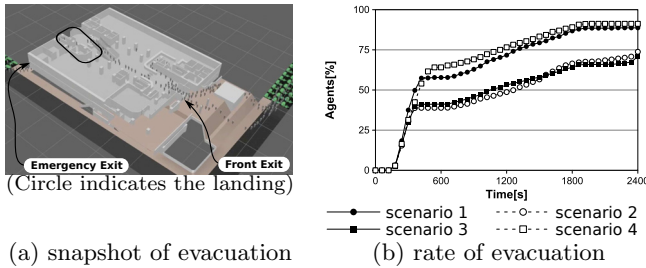 Emergency Exit
Front Exit
(Circle indicates the landing)
(a) snapshot of evacuation
Agents[%]
100
75
50
25
0
0 600 1200 1800 2400
Time[s]
scenario 1
scenario 2
scenario 3
scenario 4
(b) rate of evacuation